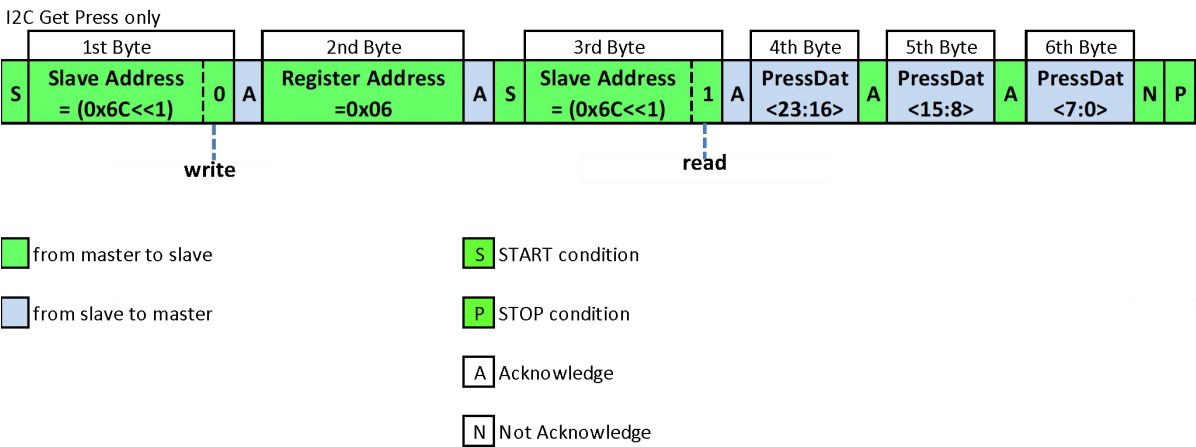 I2C Get Press only
1st Byte 2nd Byte 3rd Byte 4th Byte 5th Byte 6th Byte
S Slave Address = (0x6C<<1) 0 A Register Address =0x06 A S Slave Address = (0x6C<<1) 1 A PressDat <23:16> A PressDat <15:8> A PressDat <7:0> N P
write read
from master to slave
from slave to master
S START condition
P STOP condition
A Acknowledge
N Not Acknowledge